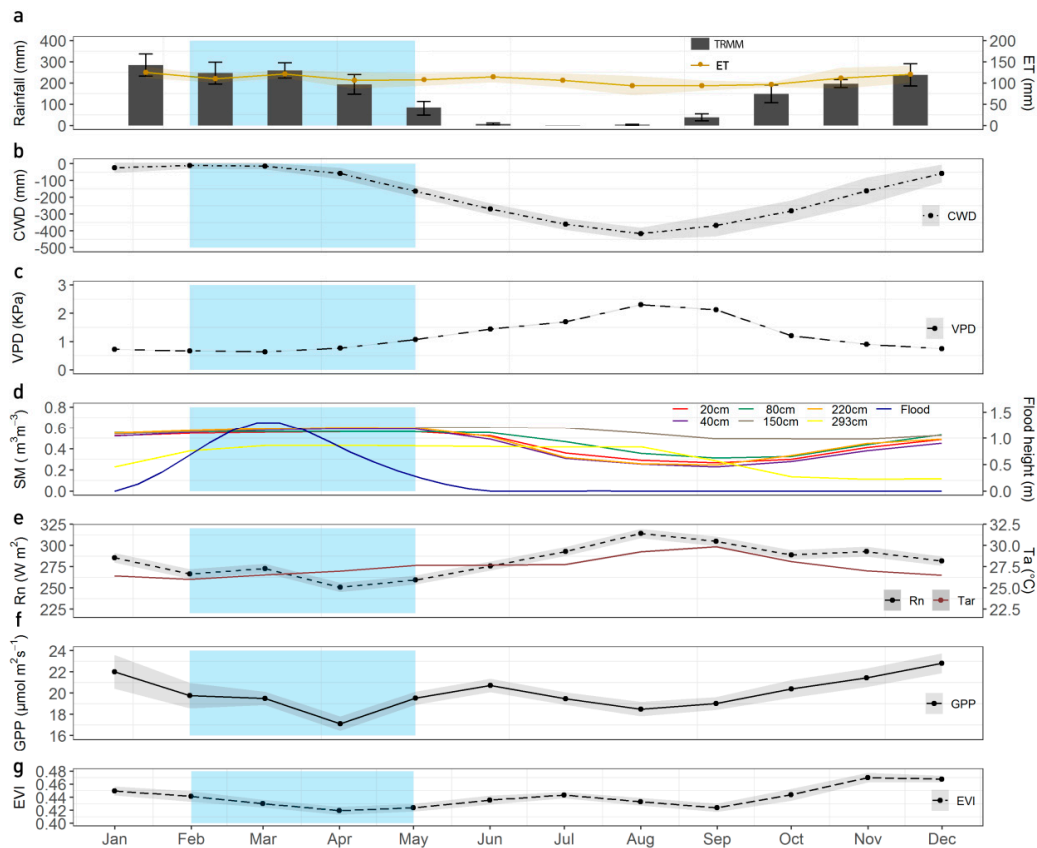 a
400
300
200
100
0
Rainfall (mm)
TRMM
ET
200
150
100
50
0
ET (mm)
b
0
-100
-200
-300
-400
-500
CWD (mm)
CWD
c
3
2
1
0
VPD (KPa)
VPD
d
0.8
0.6
0.4
0.2
0.0
SM (m³m⁻³)
20cm 80cm 220cm Flood
40cm 150cm 293cm
1.5
1.0
0.5
0.0
Flood height (m)
e
325
300
275
250
225
Rn (W m²)
Rn Tar
32.5
30.0
27.5
25.0
22.5
Ta (°C)
f
24
22
20
18
16
GPP (µmol m²s⁻¹)
GPP
g
0.48
0.46
0.44
0.42
0.40
EVI
EVI
Jan Feb Mar Apr May Jun Jul Aug Sep Oct Nov Dec